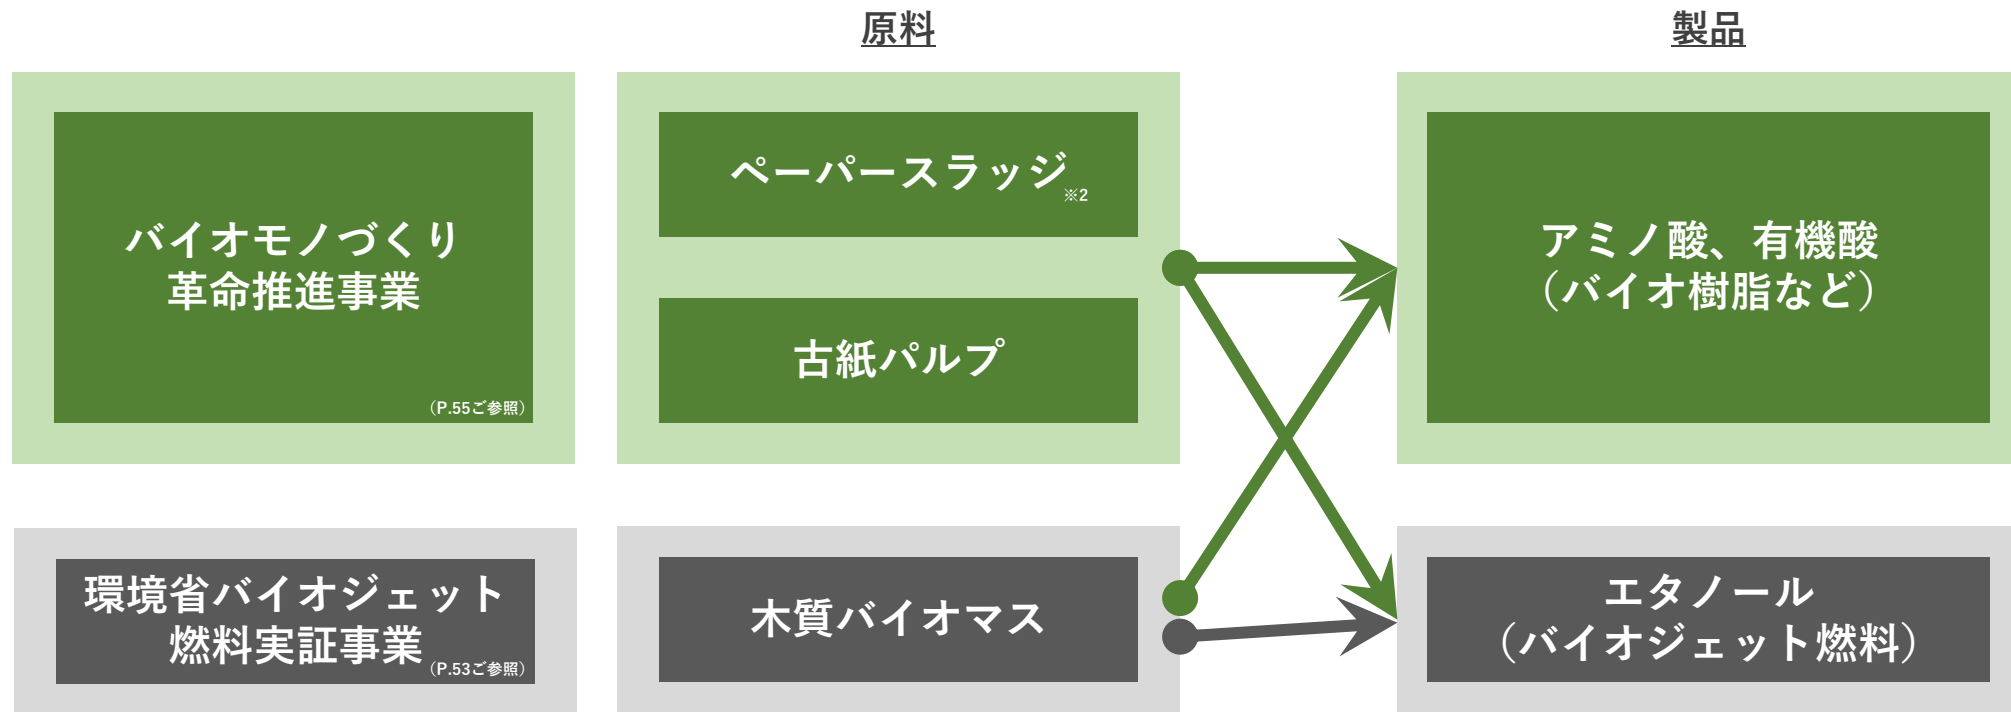 原料
製品
バイオモノづくり
革命推進事業
（P.55ご参照）
ペーパースラッジ※2
古紙パルプ
アミノ酸、有機酸
（バイオ樹脂など）
環境省バイオジェット
燃料実証事業
（P.53ご参照）
木質バイオマス
エタノール
（バイオジェット燃料）